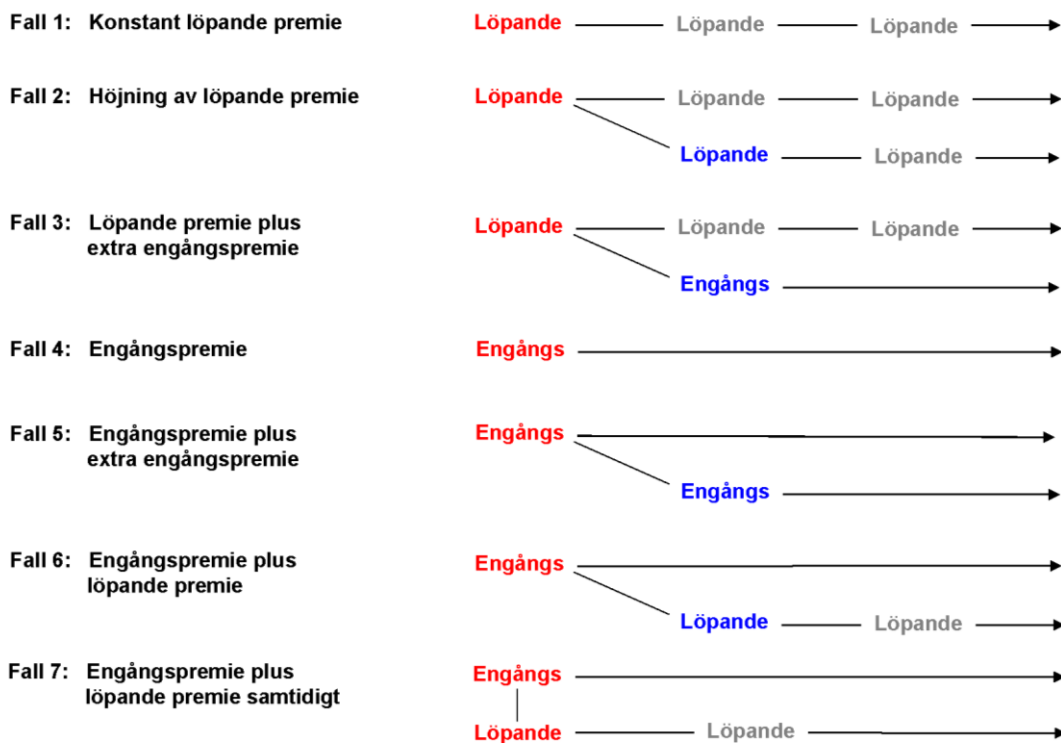 Fall 1: Konstant löpande premie Löpande Löpande Löpande
Fall 2: Höjning av löpande premie Löpande Löpande Löpande
Löpande Löpande
Fall 3: Löpande premie plus Löpande Löpande Löpande
extra engångspremie
Engångs
Fall 4: Engångspremie Engångs
Fall 5: Engångspremie plus Engångs
extra engångspremie
Engångs
Fall 6: Engångspremie plus Engångs
löpande premie
Löpande Löpande
Fall 7: Engångspremie plus Engångs
löpande premie samtidigt
Löpande Löpande